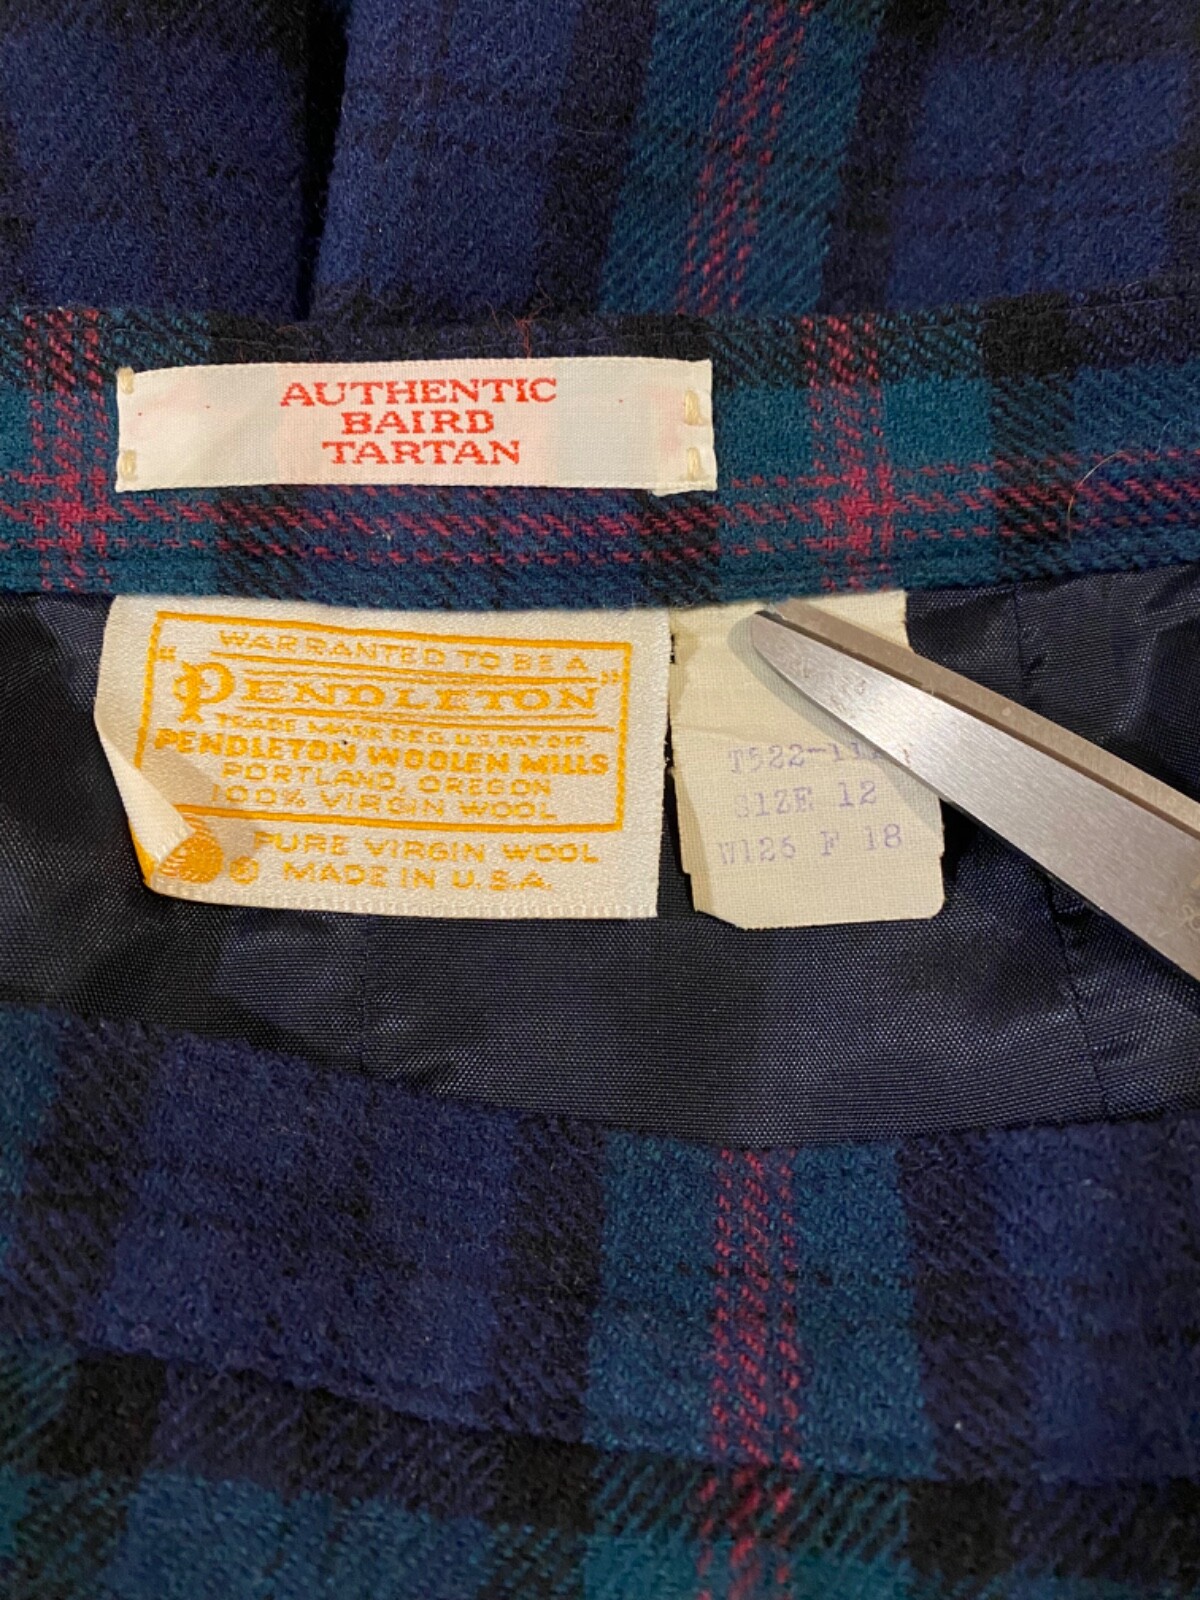 AUTHENTIC
BAIRD
TARTAN
WARRANTED TO BE A
"PENDLETON"
TRADE MARK REG. U.S. PAT. OFF.
PENDLETON WOOLEN MILLS
PORTLAND, OREGON
100% VIRGIN WOOL
PURE VIRGIN WOOL
© MADE IN U.S.A.
SIZE 12
W126 F 18